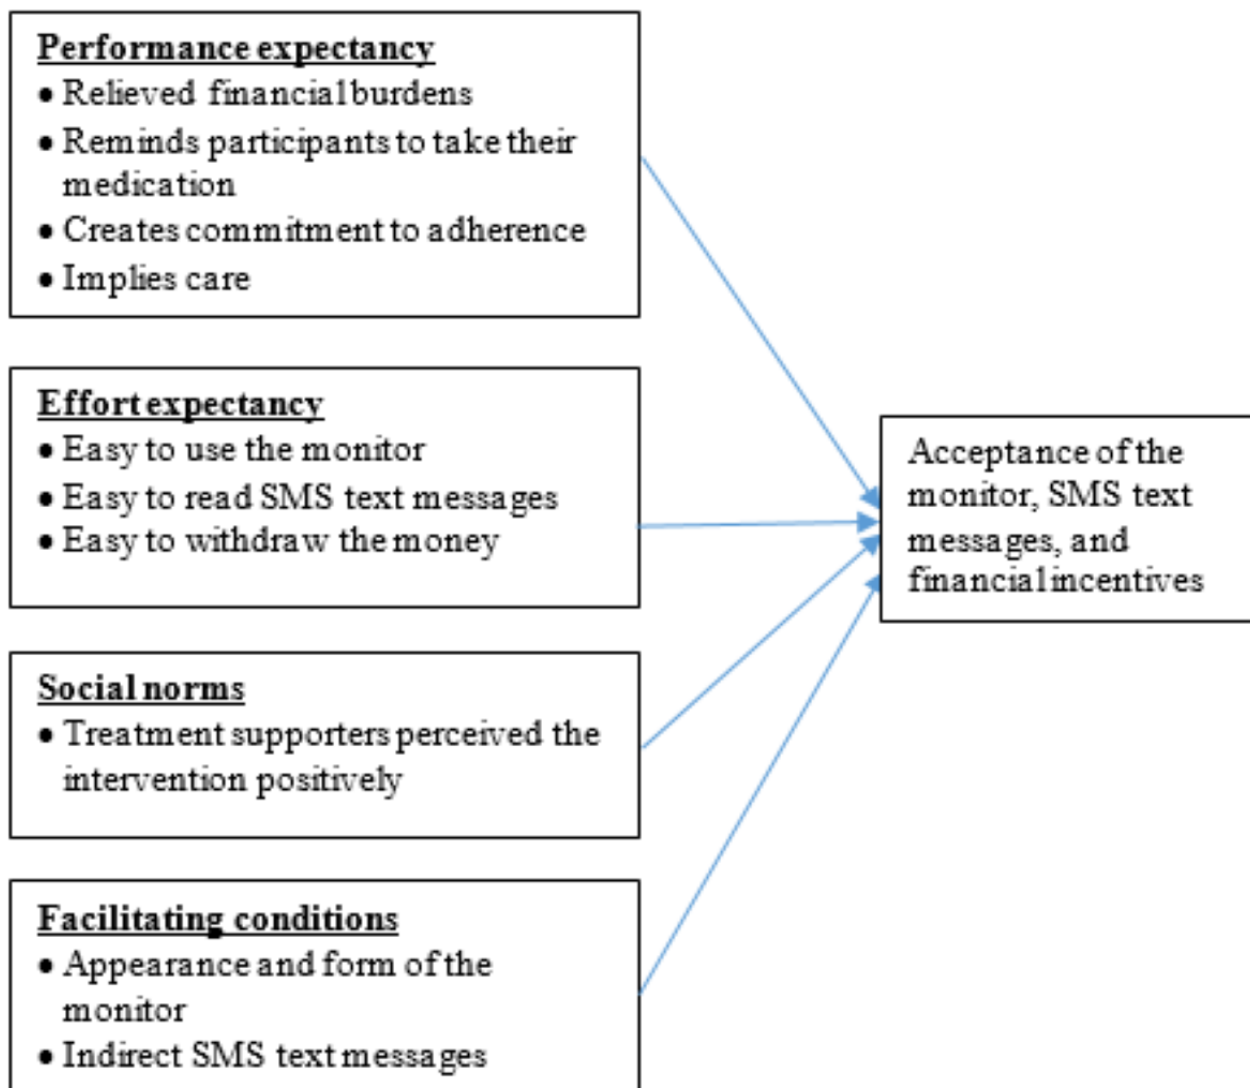 Performance expectancy
• Relieved financial burdens
• Reminds participants to take their
medication
• Creates commitment to adherence
• Implies care
Effort expectancy
• Easy to use the monitor
• Easy to read SMS text messages
• Easy to withdraw the money
Social norms
• Treatment supporters perceived the
intervention positively
Facilitating conditions
• Appearance and form of the
monitor
• Indirect SMS text messages
Acceptance of the
monitor, SMS text
messages, and
financial incentives